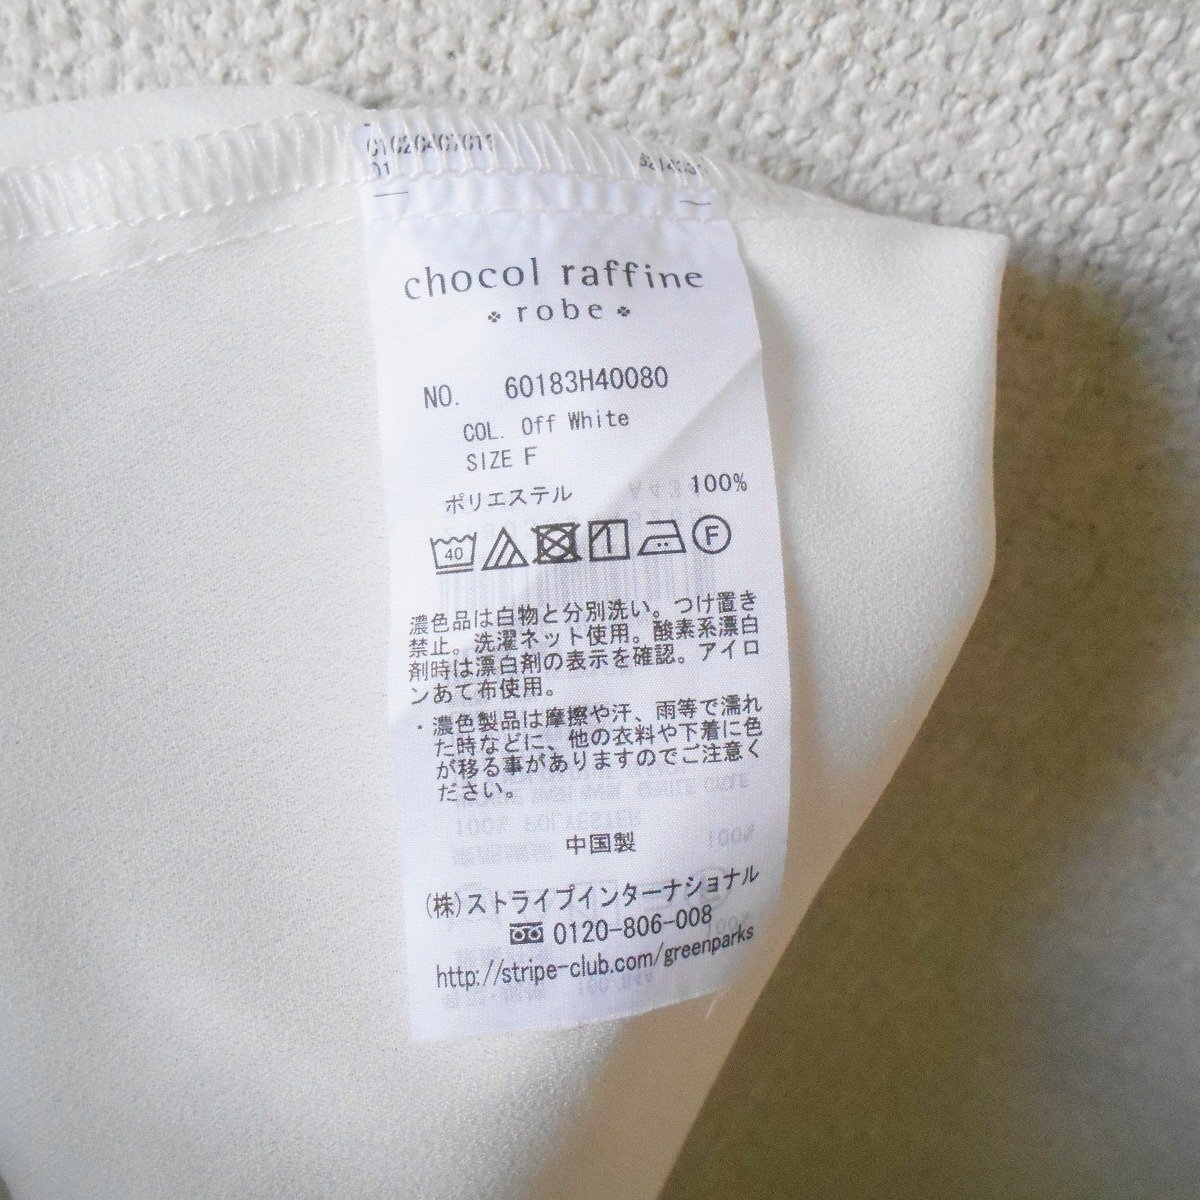 chocol raffine
robe
NO. 60183H40080
COL. Off White
SIZE F
ポリエステル 100%
40 F
濃色品は白物と分別洗い。つけ置き
禁止。洗濯ネット使用。酸素系漂白
剤時は漂白剤の表示を確認。アイロ
ンあて布使用。
・濃色製品は摩擦や汗、雨等で濡れ
た時などに、他の衣料や下着に色
が移る事がありますのでご注意く
ださい。
中国製
(株)ストライプインターナショナル
0120-806-008
http://stripe-club.com/greenparks